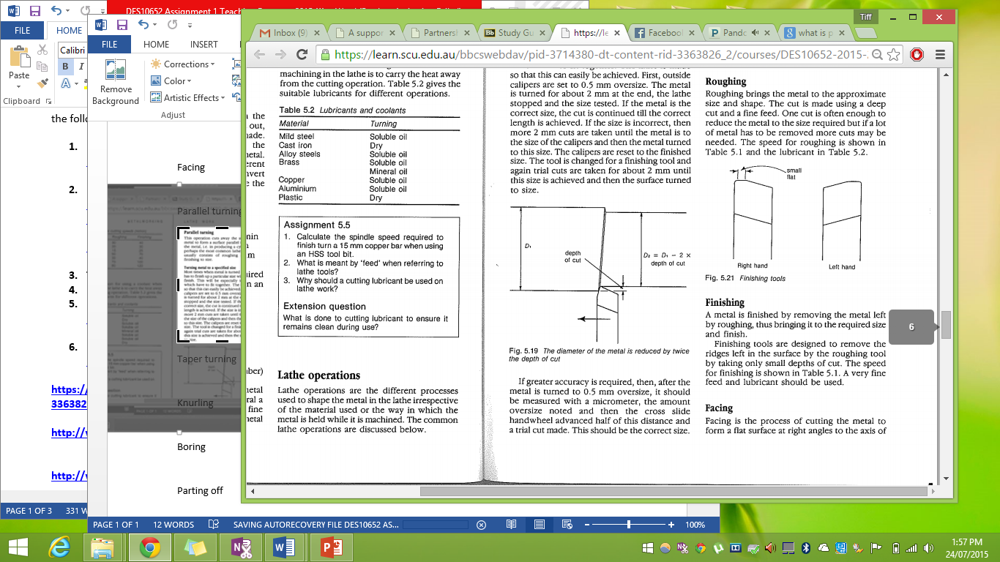 DES10652 Assignment 1 Teaching
FILE
HOME
Calibri
Paste
B I
Clipboard
the follo
1.
2.
3.
4.
5.
6.
https:/
336382
http://w
http://w
PAGE 1 OF 3 331 W
FILE HOME INSERT
Remove
Background
Corrections
Color
Artistic Effects
Adjust
Facing
Parallel turning
Parallel turning
Turning metal to a specified size
Taper turning
Knurling
Boring
Parting off
PAGE 1 OF 1 12 WORDS SAVING AUTORECOVERY FILE DES10652 AS... 100%
Tiff
Inbox (9) A suppor Partnersh Study Gu https://le Facebook Pando what is p
https://learn.scu.edu.au/bbcswebdav/pid-3714380-dt-content-rid-3363826_2/courses/DES10652-2015-
the
out,
ade.
the
etal.
erent
nvert
e the
nin
om
uired
n an
ber)
etal
ral a
fine
etal
machining in the lathe is to carry the heat away
from the cutting operation. Table 5.2 gives the
suitable lubricants for different operations.
Table 5.2 Lubricants and coolants
Material Turning
Mild steel Soluble oil
Cast iron Dry
Alloy steels Soluble oil
Brass Soluble oil
Mineral oil
Copper Soluble oil
Aluminium Soluble oil
Plastic Dry
Assignment 5.5
1. Calculate the spindle speed required to
finish turn a 15 mm copper bar when using
an HSS tool bit.
2. What is meant by 'feed' when referring to
lathe tools?
3. Why should a cutting lubricant be used on
lathe work?
Extension question
What is done to cutting lubricant to ensure it
remains clean during use?
Lathe operations
Lathe operations are the different processes
used to shape the metal in the lathe irrespective
of the material used or the way in which the
metal is held while it is machined. The common
lathe operations are discussed below.
so that this can easily be achieved. First, outside
calipers are set to 0.5 mm oversize. The metal
is turned for about 2 mm at the end, the lathe
stopped and the size tested. If the metal is the
correct size, the cut is continued till the correct
length is achieved. If the size is incorrect, then
more 2 mm cuts are taken until the metal is to
the size of the calipers and then the metal turned
to this size. The calipers are reset to the finished
size. The tool is changed for a finishing tool and
again trial cuts are taken for about 2 mm until
this size is achieved and then the surface turned
to size.
D₁
depth
of cut
D₂ = D₁ − 2 ×
depth of cut
Fig. 5.19 The diameter of the metal is reduced by twice
the depth of cut
If greater accuracy is required, then, after the
metal is turned to 0.5 mm oversize, it should
be measured with a micrometer, the amount
oversize noted and then the cross slide
handwheel advanced half of this distance and
a trial cut made. This should be the correct size.
Roughing
Roughing brings the metal to the approximate
size and shape. The cut is made using a deep
cut and a fine feed. One cut is often enough to
reduce the metal to the size required but if a lot
of metal has to be removed more cuts may be
needed. The speed for roughing is shown in
Table 5.1 and the lubricant in Table 5.2.
small
flat
Right hand
Left hand
Fig. 5.21 Finishing tools
Finishing
A metal is finished by removing the metal left
by roughing, thus bringing it to the required size
and finish.
Finishing tools are designed to remove the
ridges left in the surface by the roughing tool
by taking only small depths of cut. The speed
for finishing is shown in Table 5.1. A very fine
feed and lubricant should be used.
Facing
Facing is the process of cutting the metal to
form a flat surface at right angles to the axis of
6
1:57 PM
24/07/2015